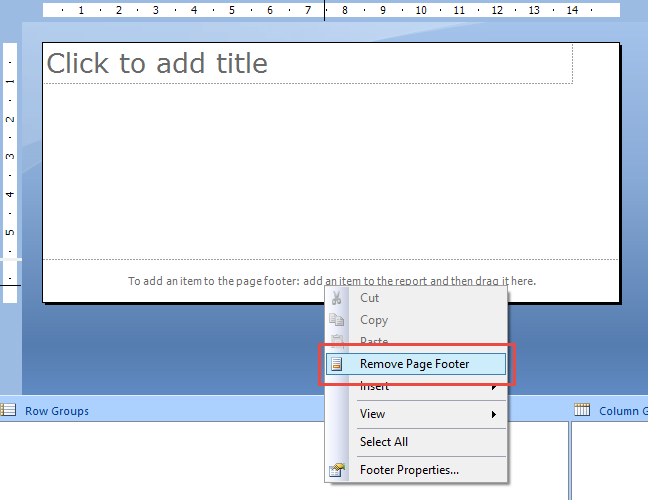 1 2 3 4 5 6 7 8 9 10 11 12 13 14
1
2
3
4
5
Click to add title
To add an item to the page footer: add an item to the report and then drag it here.
Cut
Copy
Paste
Remove Page Footer
Insert
View
Select All
Footer Properties...
Row Groups
Column G